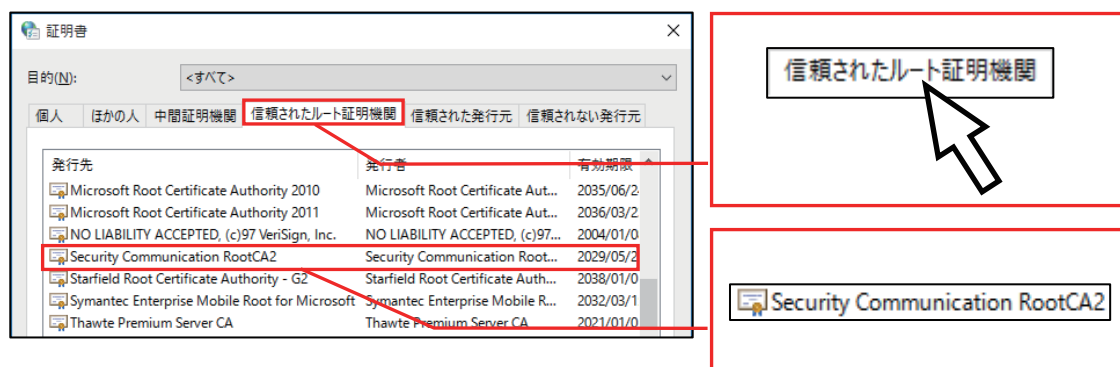 証明書
目的(N): <すべて>
個人 ほかの人 中間証明機関 信頼されたルート証明機関 信頼された発行元 信頼されない発行元
発行先 発行者 有効期限
Microsoft Root Certificate Authority 2010 Microsoft Root Certificate Aut... 2035/06/2
Microsoft Root Certificate Authority 2011 Microsoft Root Certificate Aut... 2036/03/2
NO LIABILITY ACCEPTED, (c)97 VeriSign, Inc. NO LIABILITY ACCEPTED, (c)97... 2004/01/0
Security Communication RootCA2 Security Communication Root... 2029/05/2
Starfield Root Certificate Authority - G2 Starfield Root Certificate Auth... 2038/01/0
Symantec Enterprise Mobile Root for Microsoft Symantec Enterprise Mobile R... 2032/03/1
Thawte Premium Server CA Thawte Premium Server CA 2021/01/0
信頼されたルート証明機関
Security Communication RootCA2